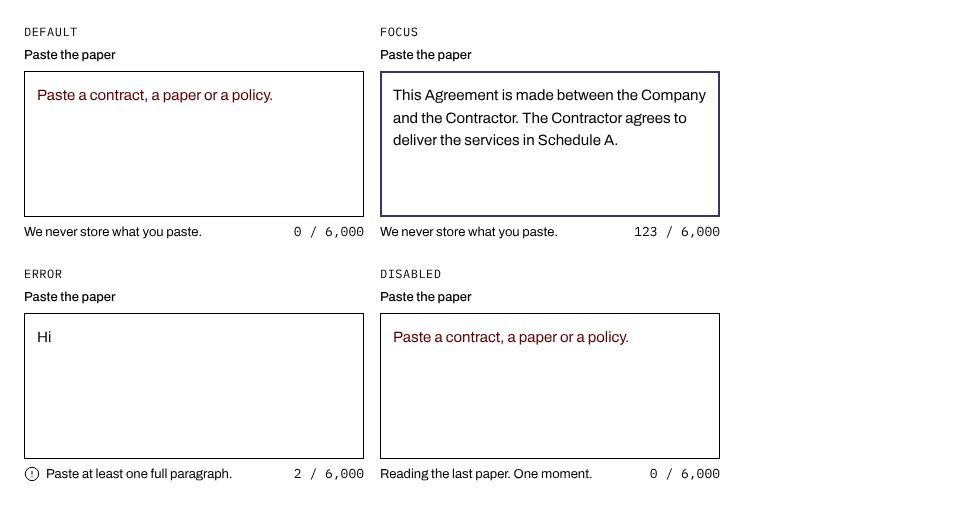 DEFAULT
Paste the paper
Paste a contract, a paper or a policy.
We never store what you paste.
0 / 6,000
FOCUS
Paste the paper
This Agreement is made between the Company
and the Contractor. The Contractor agrees to
deliver the services in Schedule A.
We never store what you paste.
123 / 6,000
ERROR
Paste the paper
Hi
Paste at least one full paragraph.
2 / 6,000
DISABLED
Paste the paper
Paste a contract, a paper or a policy.
Reading the last paper. One moment.
0 / 6,000